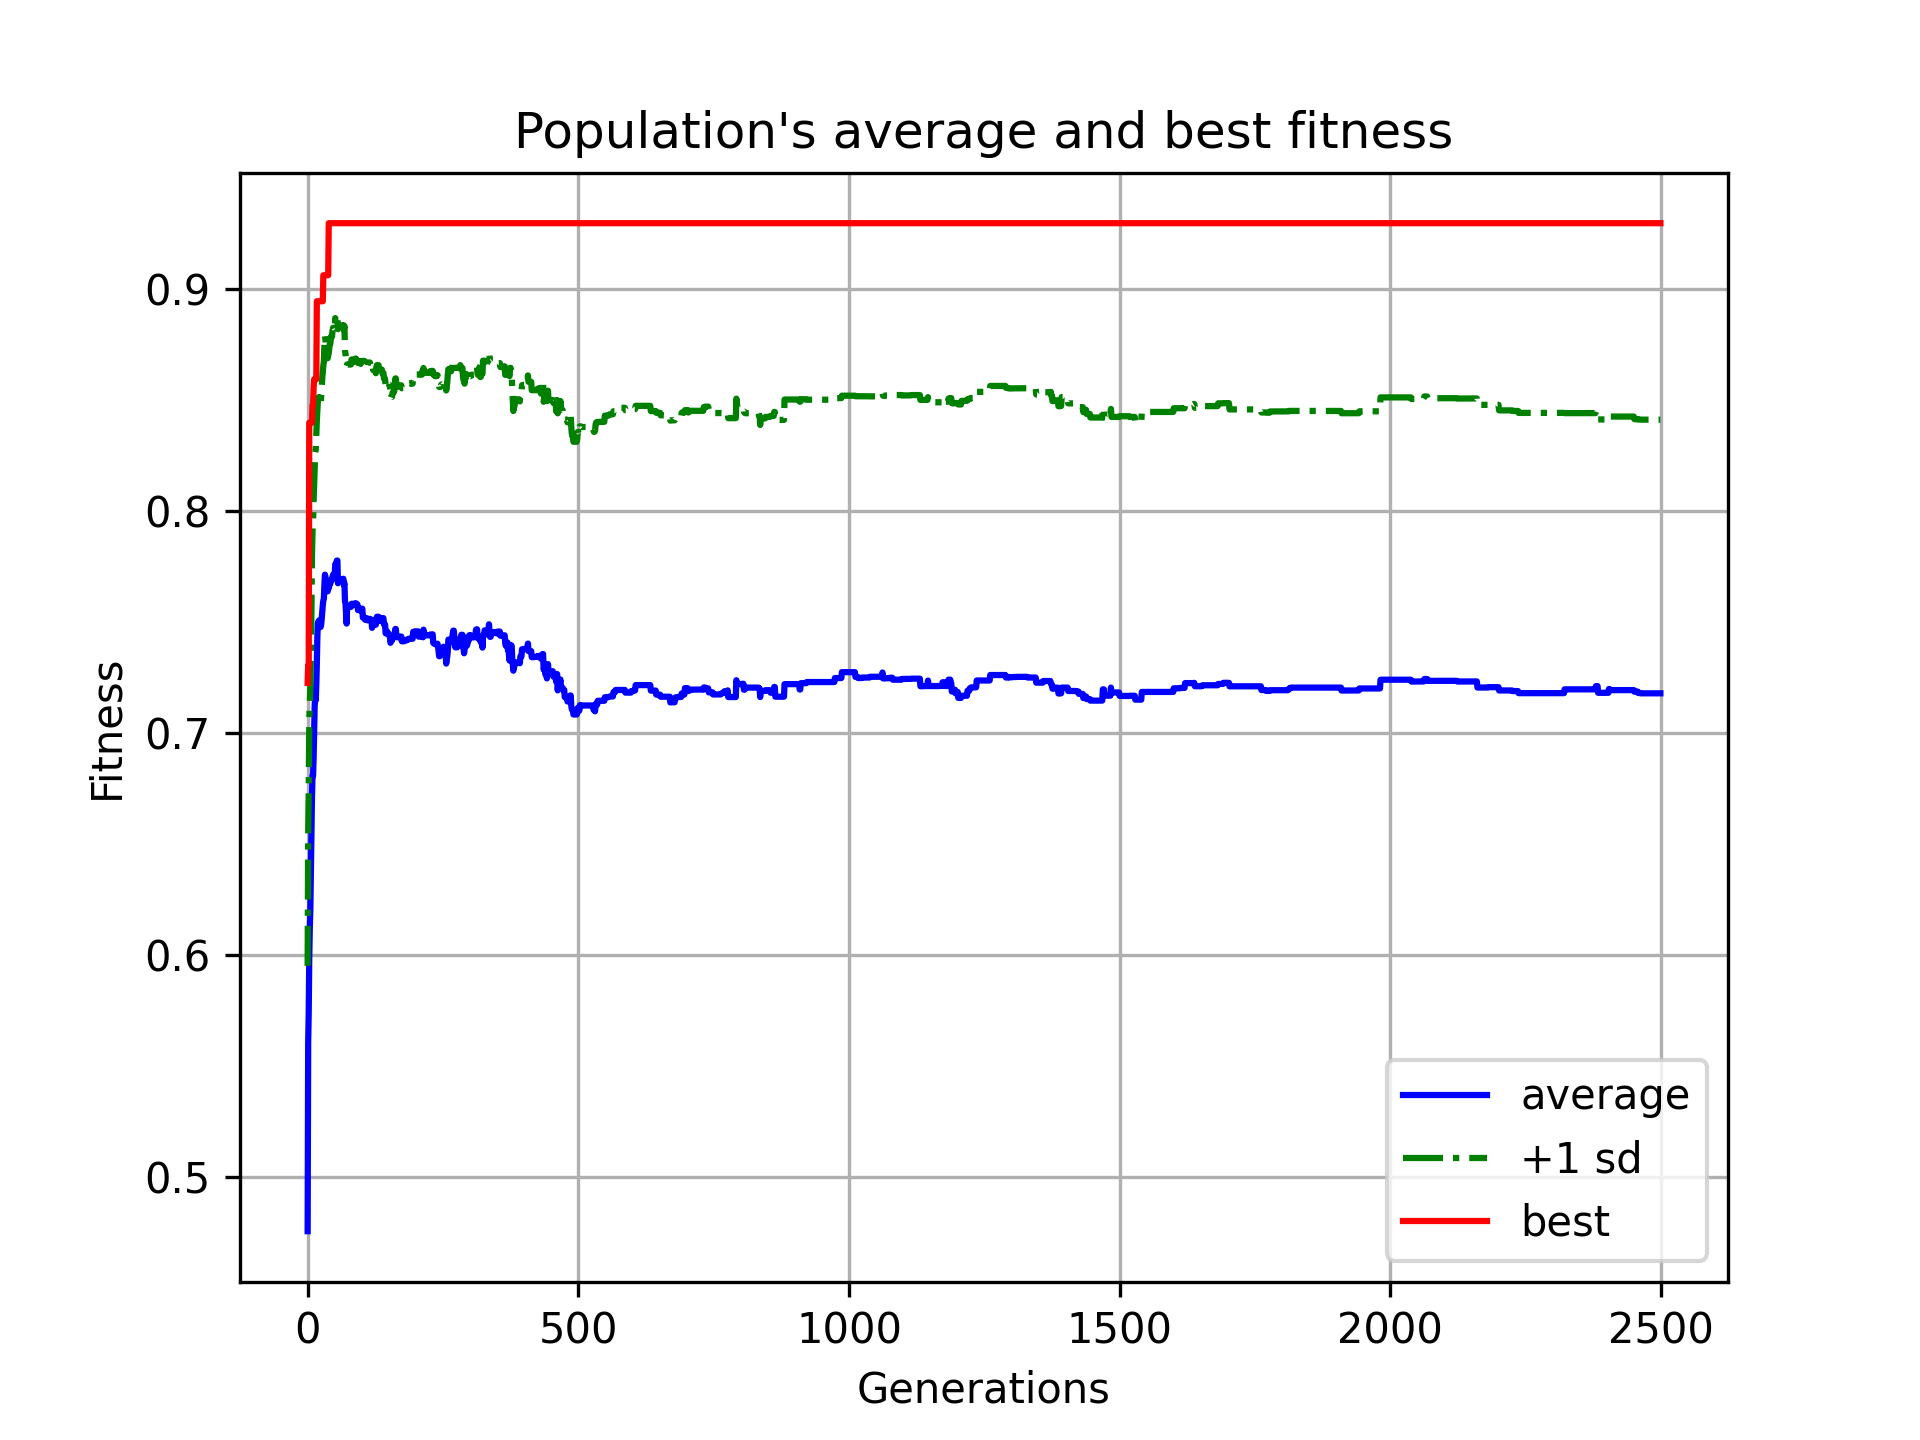 Population's average and best fitness
Fitness
0.9
0.8
0.7
0.6
0.5
0
500
1000
1500
2000
2500
Generations
average
+1 sd
best